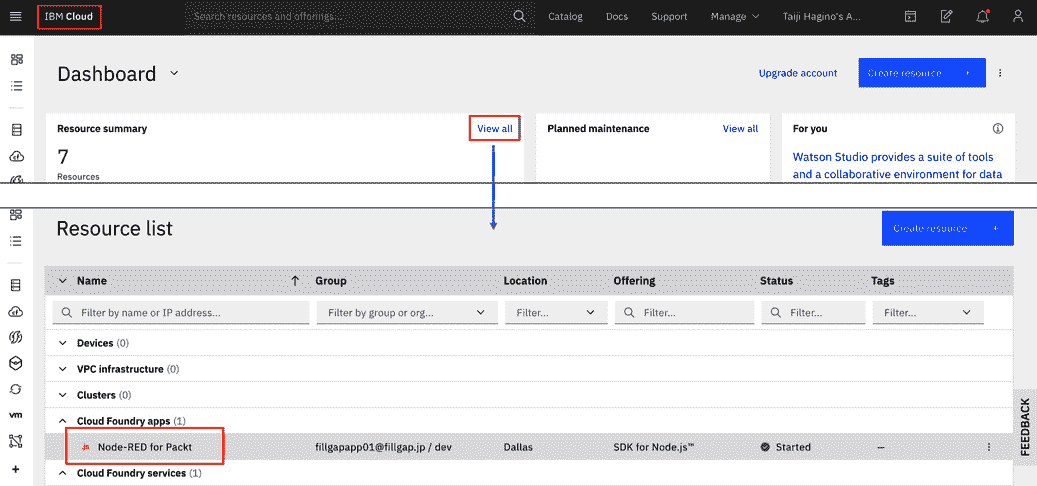 IBM Cloud
Search resources and offerings...
Catalog
Docs
Support
Manage
Taiji Hagino's A...
Dashboard
Upgrade account
Create resource +
Resource summary
View all
7
Resources
Planned maintenance
View all
For you
Watson Studio provides a suite of tools
and a collaborative environment for data
Resource list
Create resource +
Name
Group
Location
Offering
Status
Tags
Filter by name or IP address...
Filter by group or org...
Filter...
Filter...
Filter...
Filter...
Devices (0)
VPC infrastructure (0)
Clusters (0)
Cloud Foundry apps (1)
JS Node-RED for Packt
fillgapapp01@fillgap.jp / dev
Dallas
SDK for Node.js™
Started
—
Cloud Foundry services (1)
vm
FEEDBACK